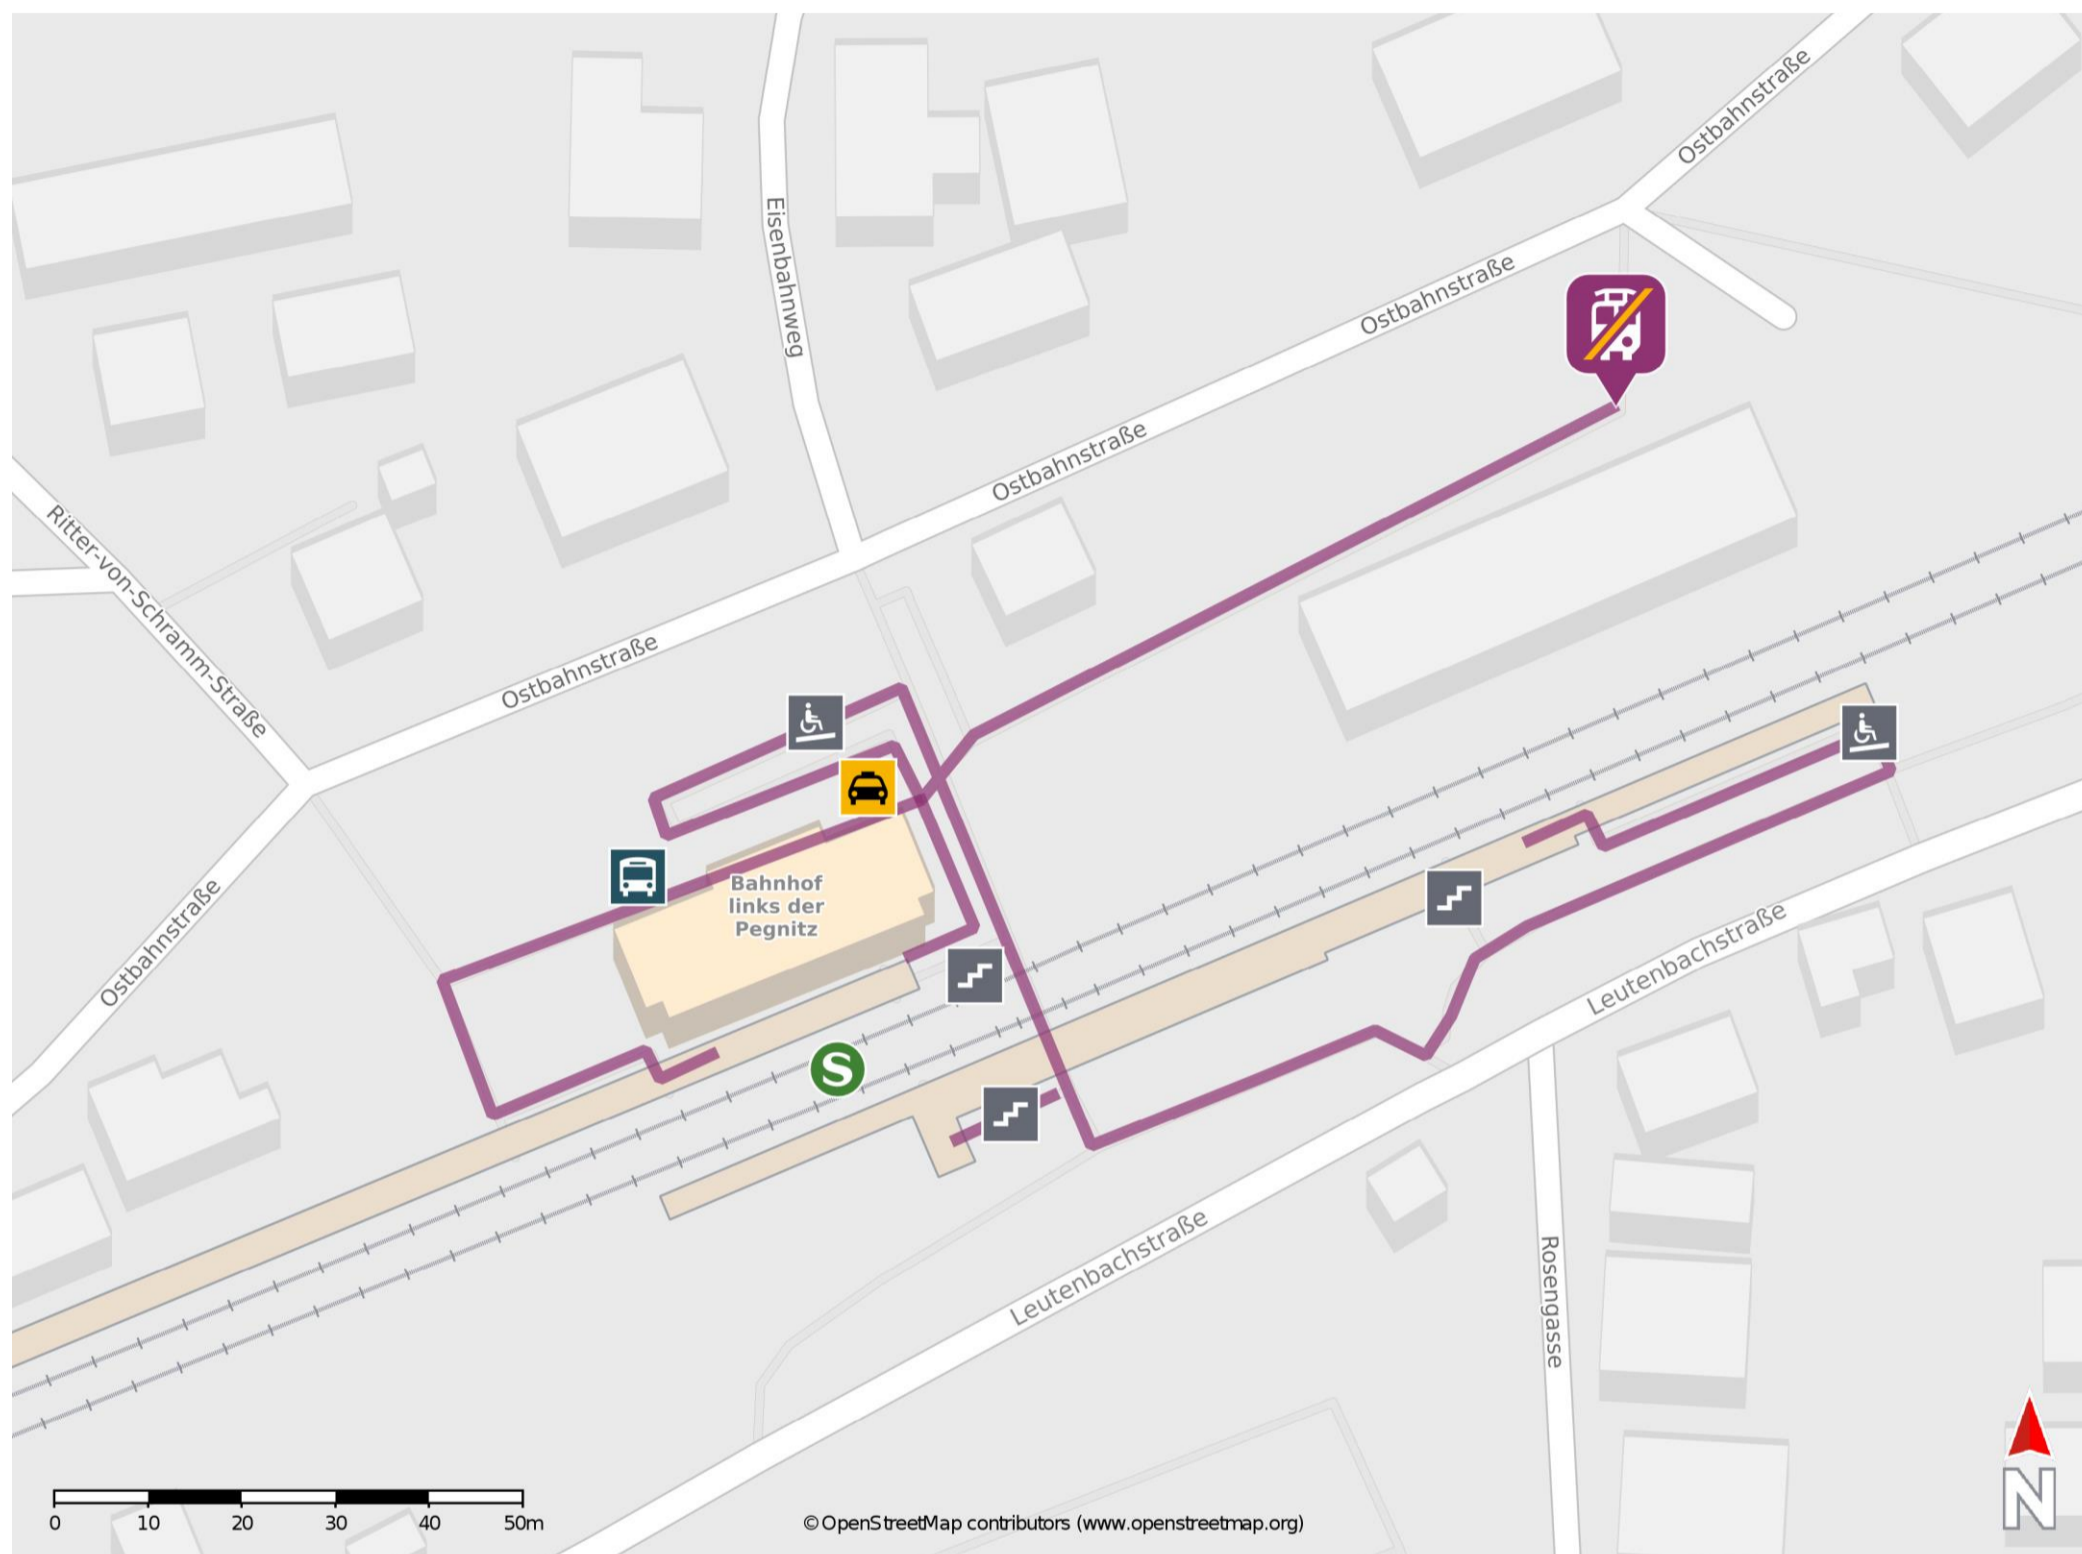 Ostbahnstraße
Eisenbahnweg
Ostbahnstraße
Ostbahnstraße
Ritter-von-Schramm-Straße
Ostbahnstraße
Bahnhof
links der
Pegnitz
Ostbahnstraße
Leutenbachstraße
S
Leutenbachstraße
Rosengasse
0 10 20 30 40 50m
©OpenStreetMap contributors (www.openstreetmap.org)
N